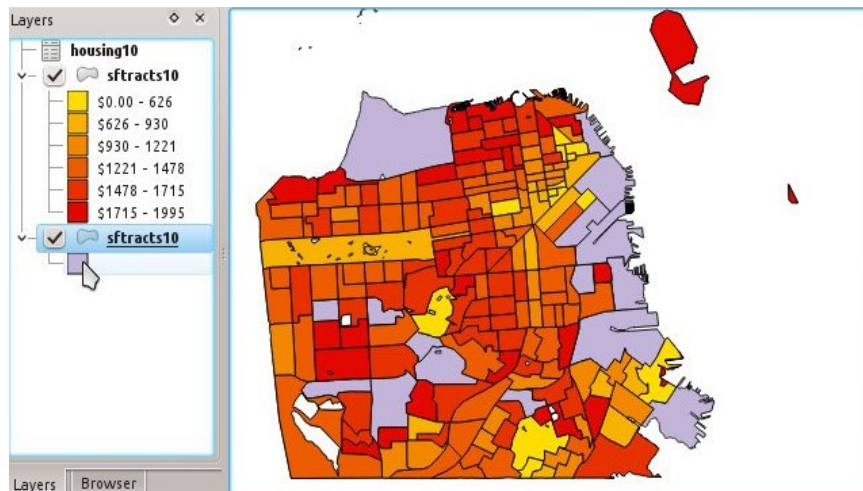 Layers
housing10
sftracts10
$0.00 - 626
$626 - 930
$930 - 1221
$1221 - 1478
$1478 - 1715
$1715 - 1995
sftracts10
Layers Browser